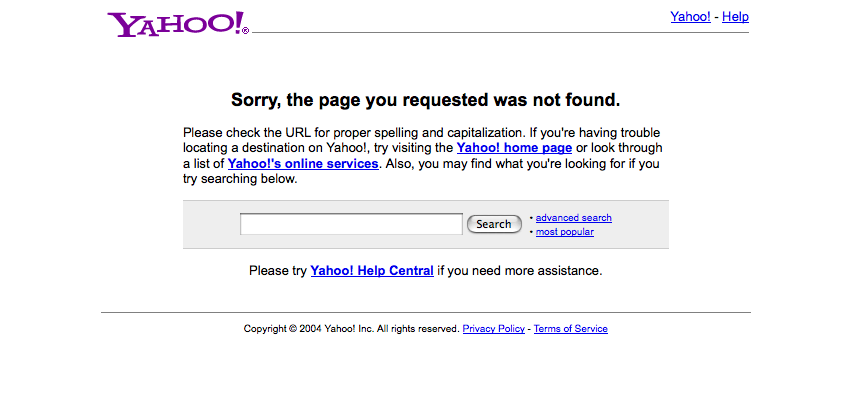 YAHOO!®
Yahoo! - Help
Sorry, the page you requested was not found.
Please check the URL for proper spelling and capitalization. If you're having trouble
locating a destination on Yahoo!, try visiting the Yahoo! home page or look through
a list of Yahoo!'s online services. Also, you may find what you're looking for if you
try searching below.
Search
• advanced search
• most popular
Please try Yahoo! Help Central if you need more assistance.
Copyright © 2004 Yahoo! Inc. All rights reserved. Privacy Policy - Terms of Service